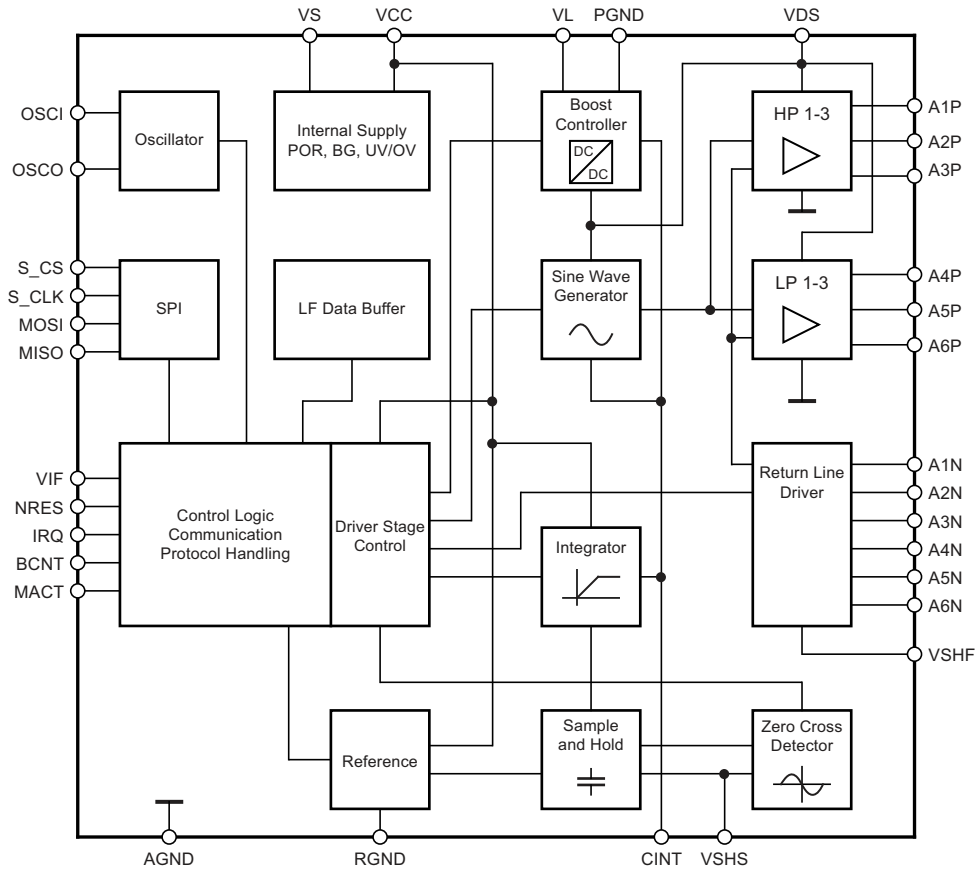 VS
VCC
VL
PGND
VDS
OSCI
OSCO
Oscillator
Internal Supply
POR, BG, UV/OV
Boost
Controller
DC
DC
HP 1-3
A1P
A2P
A3P
S_CS
S_CLK
MOSI
MISO
SPI
LF Data Buffer
Sine Wave
Generator
LP 1-3
A4P
A5P
A6P
VIF
NRES
IRQ
BCNT
MACT
Control Logic
Communication
Protocol Handling
Driver Stage
Control
Integrator
Return Line
Driver
A1N
A2N
A3N
A4N
A5N
A6N
VSHF
Reference
Sample
and Hold
Zero Cross
Detector
AGND
RGND
CINT
VSHS